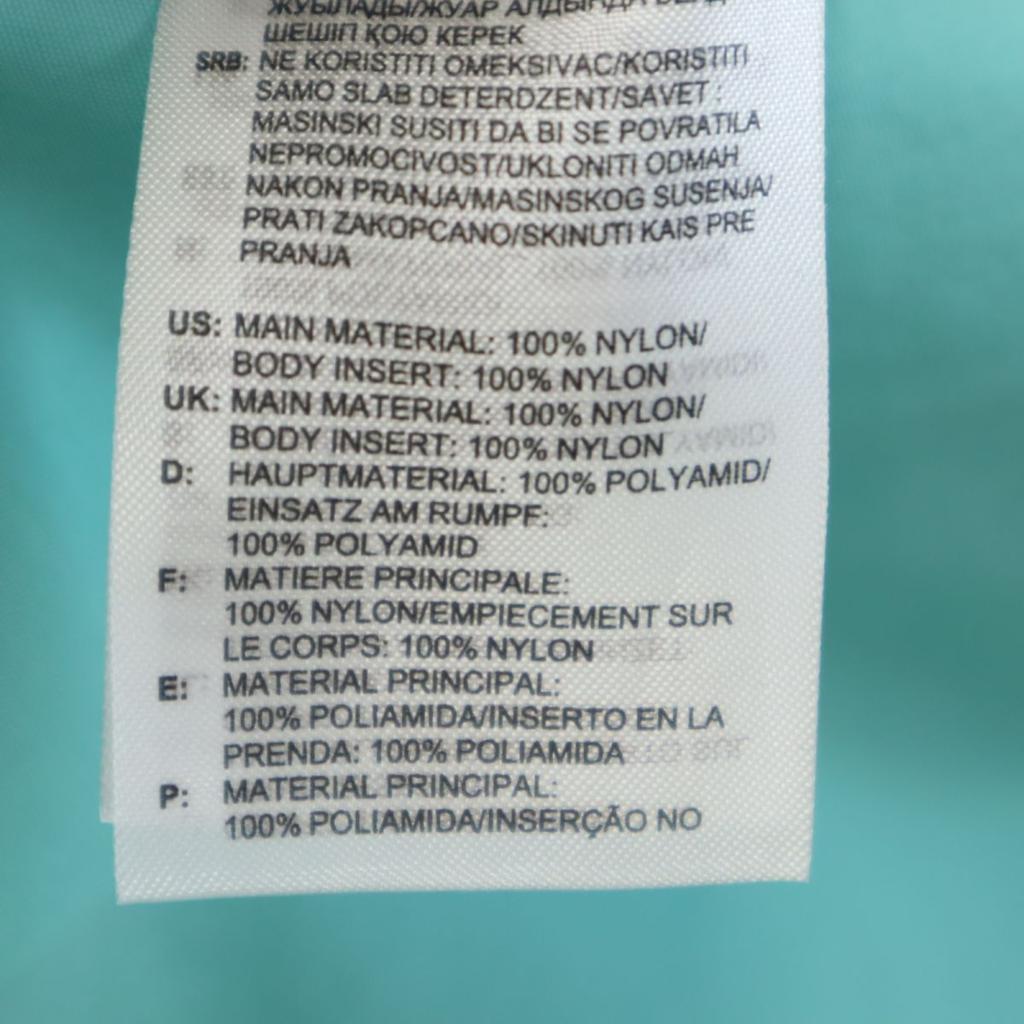 ЖУЫЛАДЫ/ЖУАР АЛДЫНДА
ШЕШІП ҚОЮ КЕРЕК
SRB: NE KORISTITI OMEKSIVAC/KORISTITI
SAMO SLAB DETERDZENT/SAVET :
MASINSKI SUSITI DA BI SE POVRATILA
NEPROMOCIVOST/UKLONITI ODMAH
NAKON PRANJA/MASINSKOG SUSENJA/
PRATI ZAKOPCANO/SKINUTI KAIS PRE
PRANJA
US: MAIN MATERIAL: 100% NYLON/
BODY INSERT: 100% NYLON
UK: MAIN MATERIAL: 100% NYLON/
BODY INSERT: 100% NYLON
D: HAUPTMATERIAL: 100% POLYAMID/
EINSATZ AM RUMPF:
100% POLYAMID
F: MATIERE PRINCIPALE:
100% NYLON/EMPIECEMENT SUR
LE CORPS: 100% NYLON
E: MATERIAL PRINCIPAL:
100% POLIAMIDA/INSERTO EN LA
PRENDA: 100% POLIAMIDA
P: MATERIAL PRINCIPAL:
100% POLIAMIDA/INSERÇÃO NO